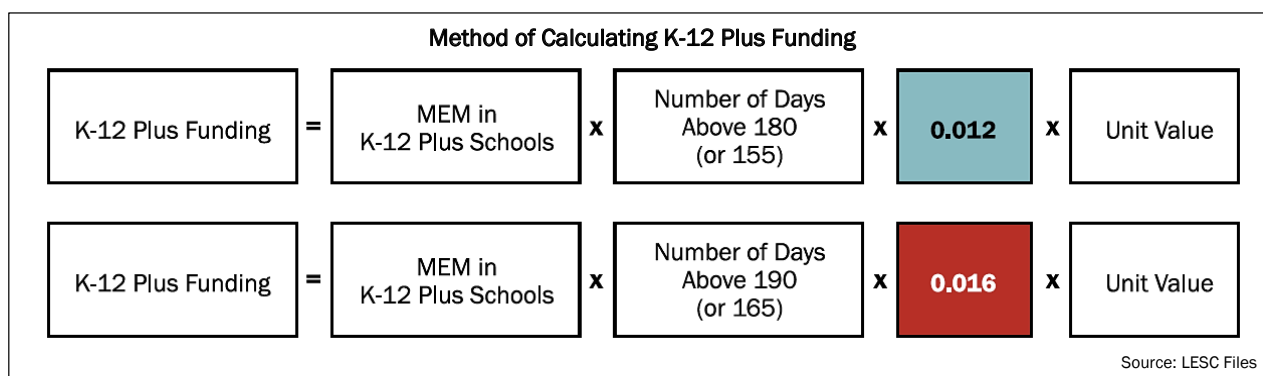 Method of Calculating K-12 Plus Funding
K-12 Plus Funding
=
MEM in
K-12 Plus Schools
x
Number of Days
Above 180
(or 155)
x
0.012
x
Unit Value
K-12 Plus Funding
=
MEM in
K-12 Plus Schools
x
Number of Days
Above 190
(or 165)
x
0.016
x
Unit Value
Source: LESC Files